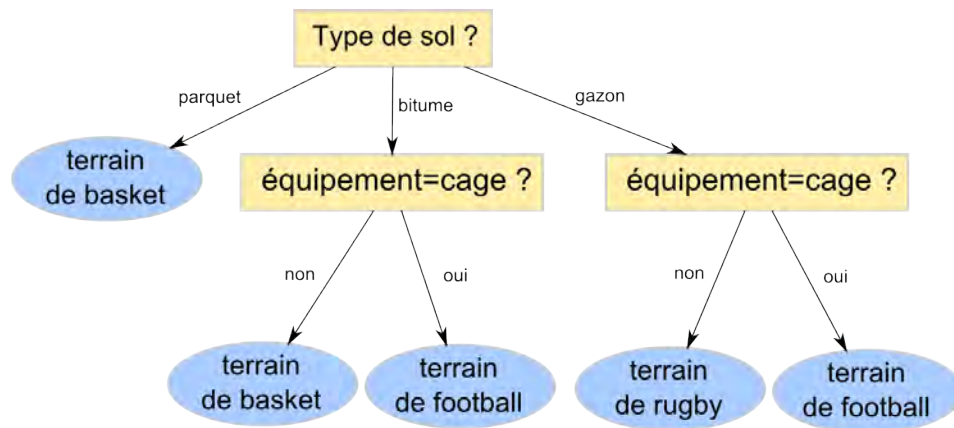 Type de sol ?
parquet
bitume
gazon
terrain
de basket
équipement=cage ?
équipement=cage ?
non
oui
non
oui
terrain
de basket
terrain
de football
terrain
de rugby
terrain
de football